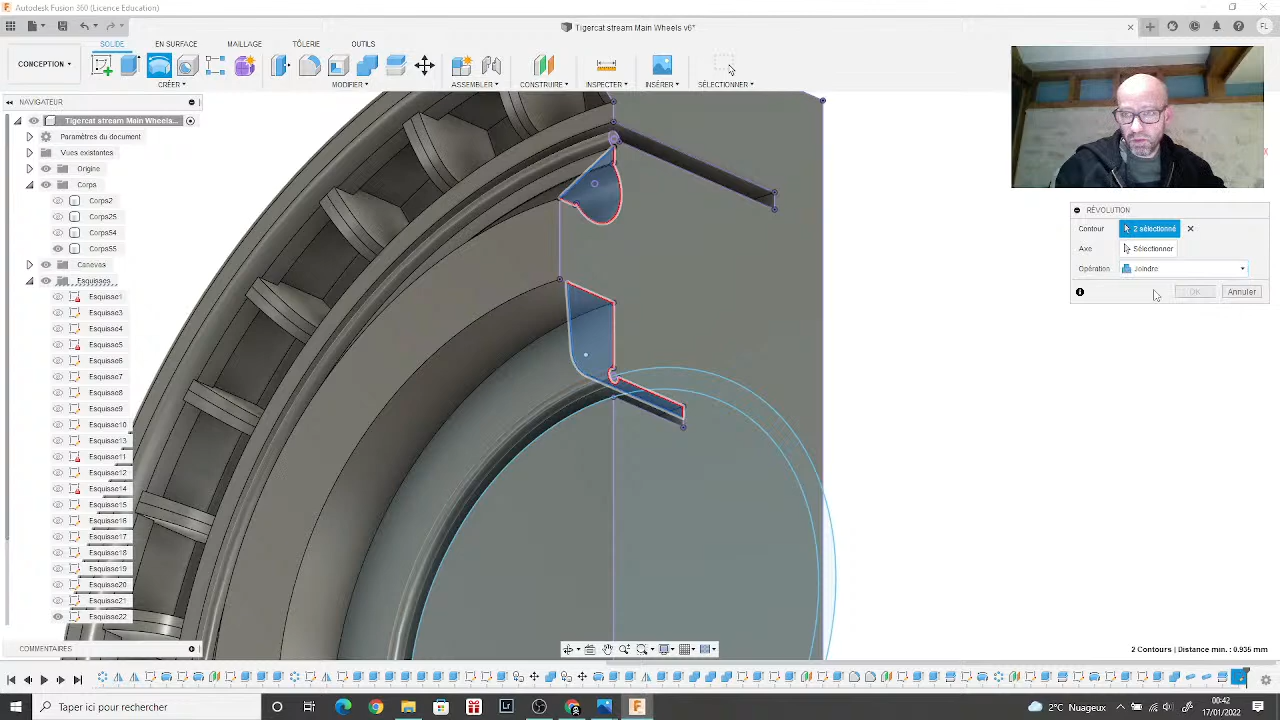 Autodesk Fusion 360 (Licence Education)
Tigercat stream Main Wheels v6*
FL
CONCEPTION
SOLIDE
EN SURFACE
MAILLAGE
TÔLERIE
OUTILS
CRÉER
MODIFIER
ASSEMBLER
CONSTRUIRE
INSPECTER
INSÉRER
SÉLECTIONNER
NAVIGATEUR
Tigercat stream Main Wheels...
Paramètres du document
Vues existantes
Origine
Corps
Corps2
Corps25
Corps54
Corps55
Canevas
Esquisses
Esquisse1
Esquisse3
Esquisse4
Esquisse5
Esquisse6
Esquisse7
Esquisse8
Esquisse9
Esquisse10
Esquisse13
Esquisse11
Esquisse12
Esquisse14
Esquisse15
Esquisse16
Esquisse17
Esquisse18
Esquisse19
Esquisse20
Esquisse21
Esquisse22
RÉVOLUTION
Contour
2 sélectionné
Axe
Sélectionner
Opération
Joindre
OK
Annuler
COMMENTAIRES
2 Contours | Distance min. : 0.935 mm
Taper ici pour rechercher
2°C Nuageux
00:42
17/01/2022